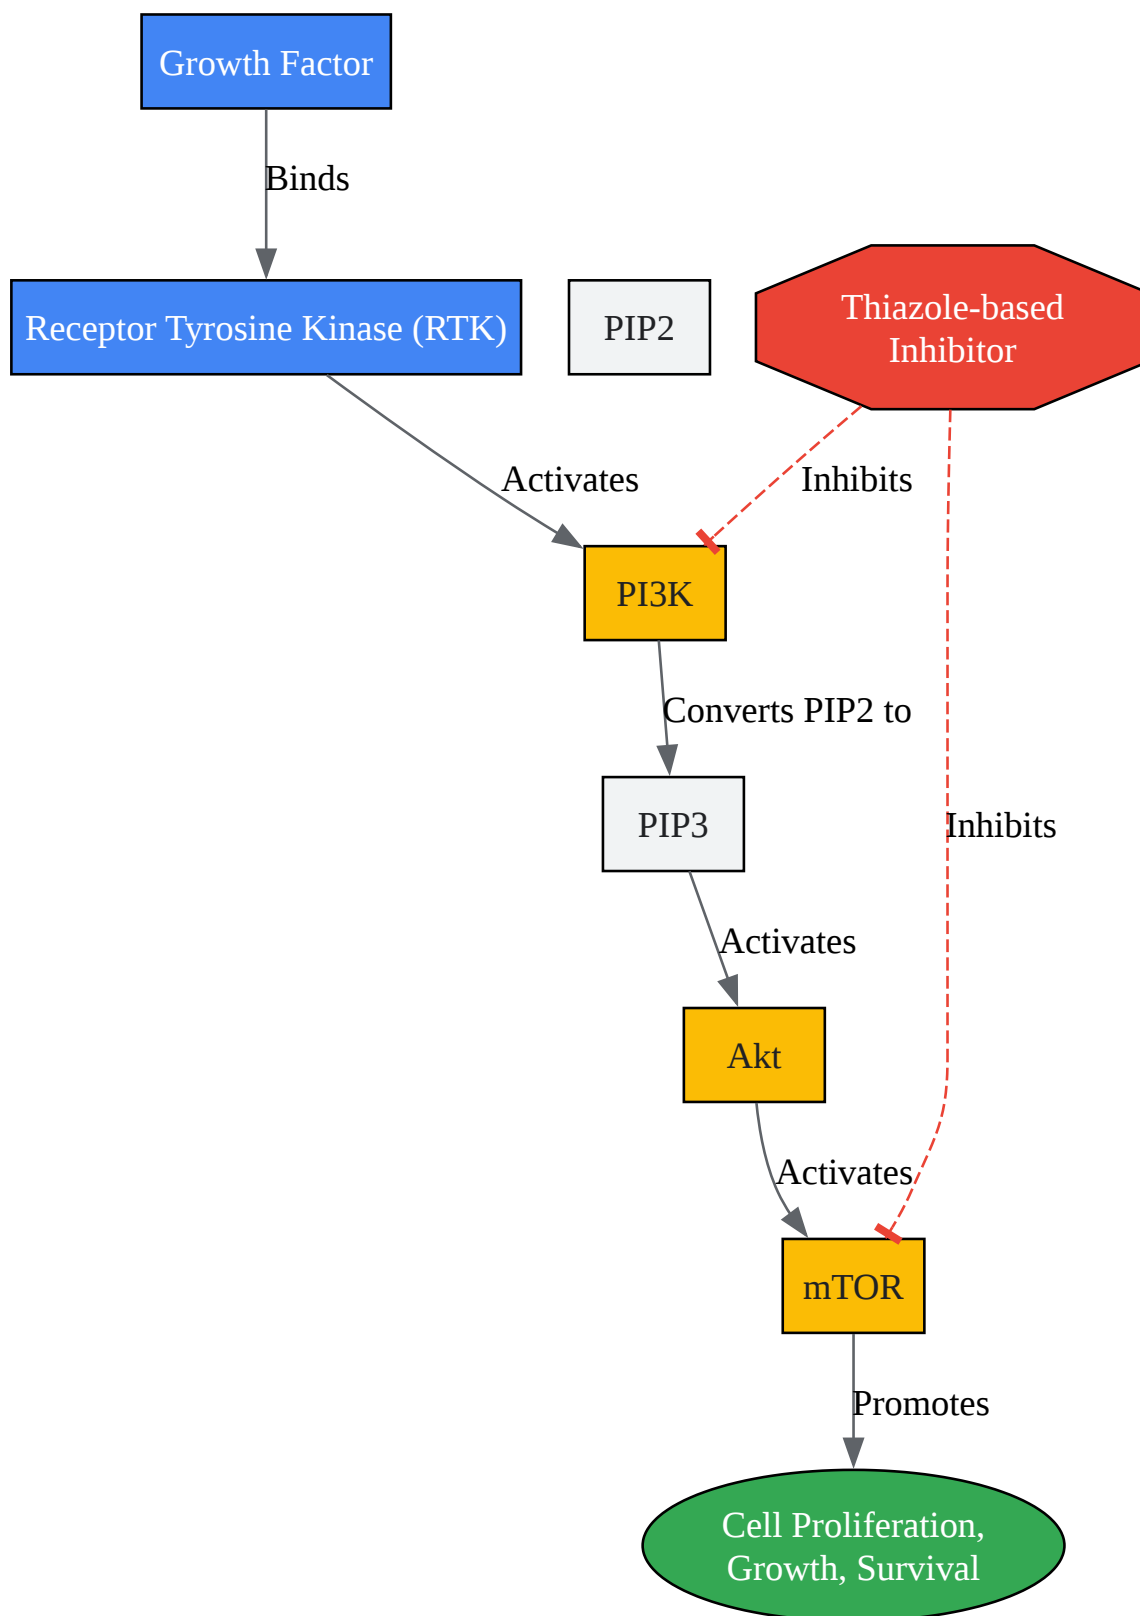 Growth Factor
Binds
Receptor Tyrosine Kinase (RTK)
PIP2
Thiazole-based
Inhibitor
Activates
Inhibits
PI3K
Converts PIP2 to
PIP3
Inhibits
Activates
Akt
Activates
mTOR
Promotes
Cell Proliferation,
Growth, Survival